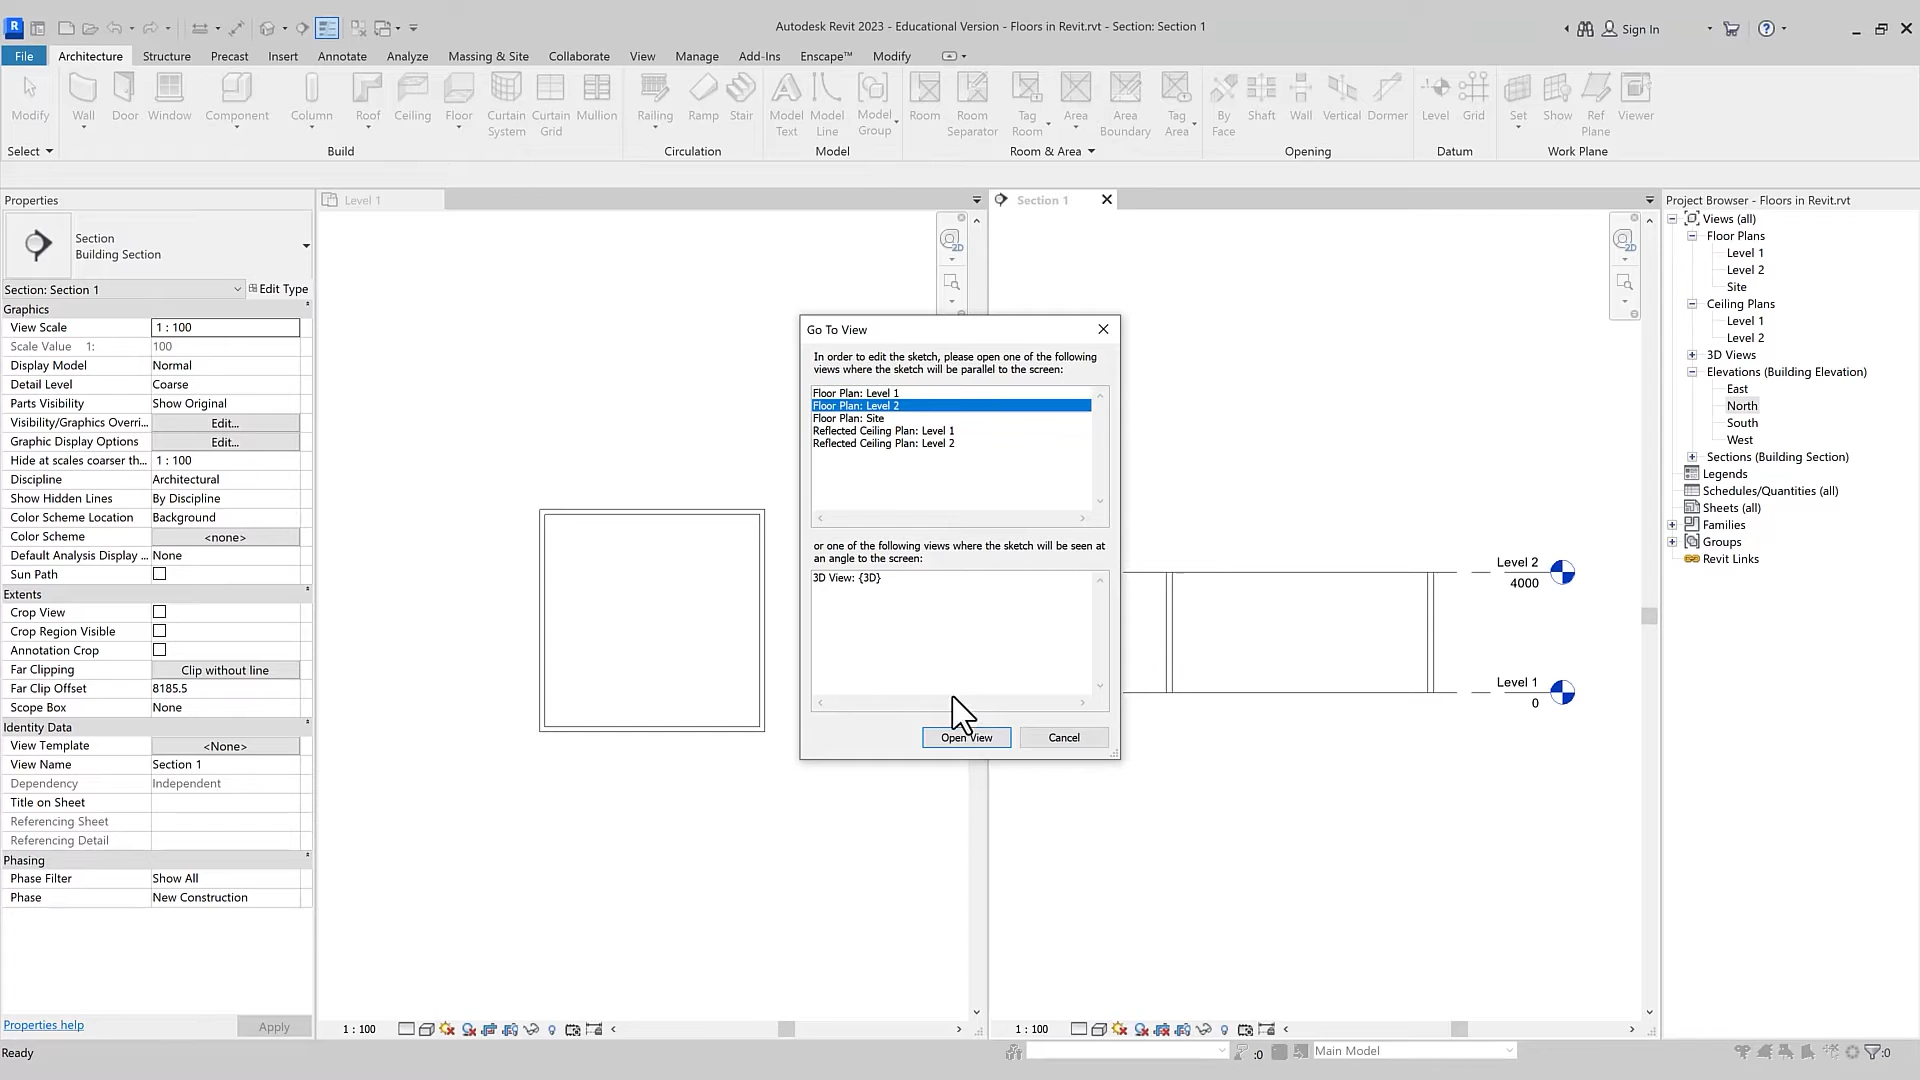 Autodesk Revit 2023 - Educational Version - Floors in Revit.rvt - Section: Section 1
Sign In
File Architecture Structure Precast Insert Annotate Analyze Massing & Site Collaborate View Manage Add-Ins Enscape™ Modify
Modify
Wall Door Window Component Column Roof Ceiling Floor Curtain System Curtain Grid Mullion
Railing Ramp Stair
Model Text Model Line Model Group
Room Room Separator Tag Room Area Area Boundary Tag Area
By Face Shaft Wall Vertical Dormer
Level Grid
Set Show Ref Plane Viewer
Select Build Circulation Model Room & Area Opening Datum Work Plane
Properties
Section
Building Section
Section: Section 1 Edit Type
Graphics
View Scale 1 : 100
Scale Value 1: 100
Display Model Normal
Detail Level Coarse
Parts Visibility Show Original
Visibility/Graphics Overri... Edit...
Graphic Display Options Edit...
Hide at scales coarser th... 1 : 100
Discipline Architectural
Show Hidden Lines By Discipline
Color Scheme Location Background
Color Scheme <none>
Default Analysis Display ... None
Sun Path
Extents
Crop View
Crop Region Visible
Annotation Crop
Far Clipping Clip without line
Far Clip Offset 8185.5
Scope Box None
Identity Data
View Template <None>
View Name Section 1
Dependency Independent
Title on Sheet
Referencing Sheet
Referencing Detail
Phasing
Phase Filter Show All
Phase New Construction
Properties help Apply
Ready
Level 1
2D
1 : 100
Go To View
In order to edit the sketch, please open one of the following
views where the sketch will be parallel to the screen:
Floor Plan: Level 1
Floor Plan: Level 2
Floor Plan: Site
Reflected Ceiling Plan: Level 1
Reflected Ceiling Plan: Level 2
or one of the following views where the sketch will be seen at
an angle to the screen:
3D View: {3D}
Open View Cancel
Section 1
2D
Level 2
4000
Level 1
0
1 : 100
:0 Main Model :0
Project Browser - Floors in Revit.rvt
Views (all)
Floor Plans
Level 1
Level 2
Site
Ceiling Plans
Level 1
Level 2
3D Views
Elevations (Building Elevation)
East
North
South
West
Sections (Building Section)
Legends
Schedules/Quantities (all)
Sheets (all)
Families
Groups
Revit Links